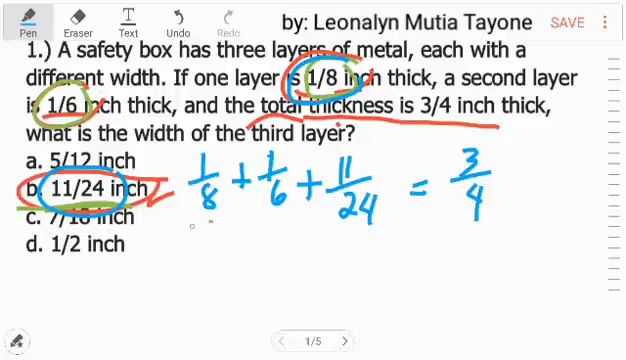 by: Leonalyn Mutia Tayone
SAVE
Pen
Eraser
Text
Undo
Redo
1.) A safety box has three layers of metal, each with a
different width. If one layer is 1/8 inch thick, a second layer
is 1/6 inch thick, and the total thickness is 3/4 inch thick,
what is the width of the third layer?
a. 5/12 inch
b. 11/24 inch
c. 7/18 inch
d. 1/2 inch
1/8 + 1/6 + 11/24 = 3/4
1/5